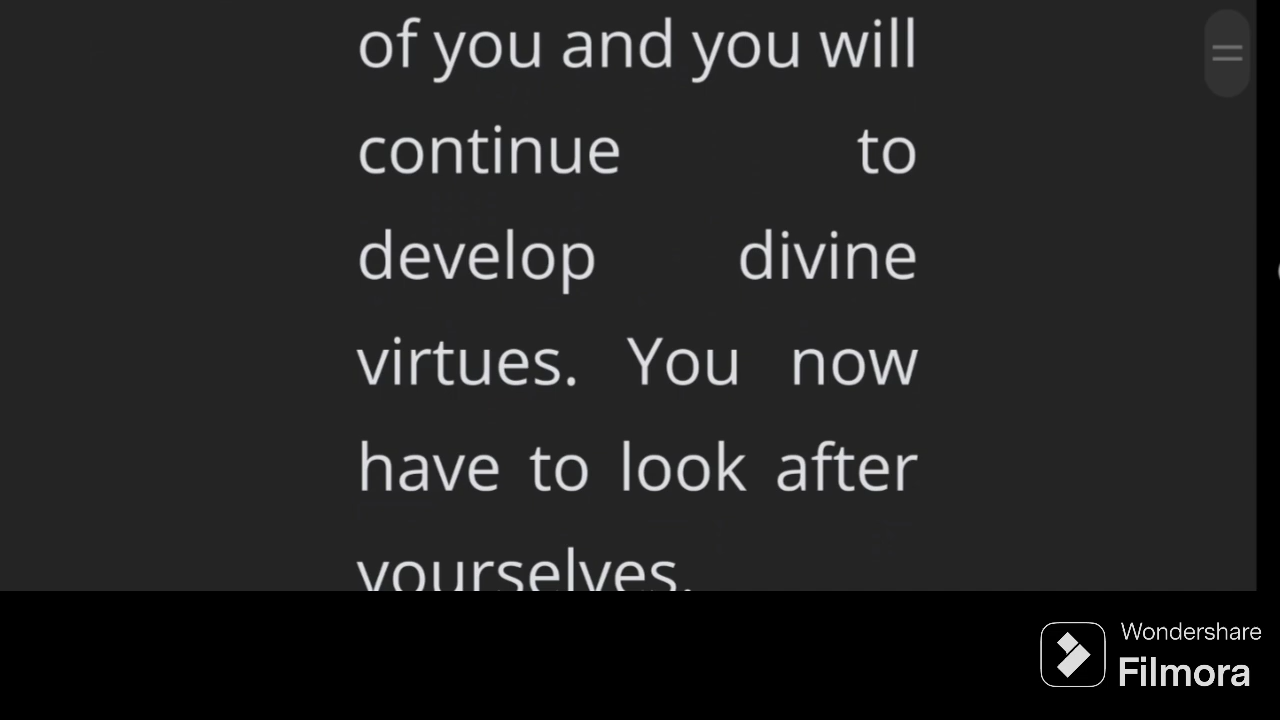 of you and you will
continue to
develop divine
virtues. You now
have to look after
yourselves.
Wondershare
Filmora